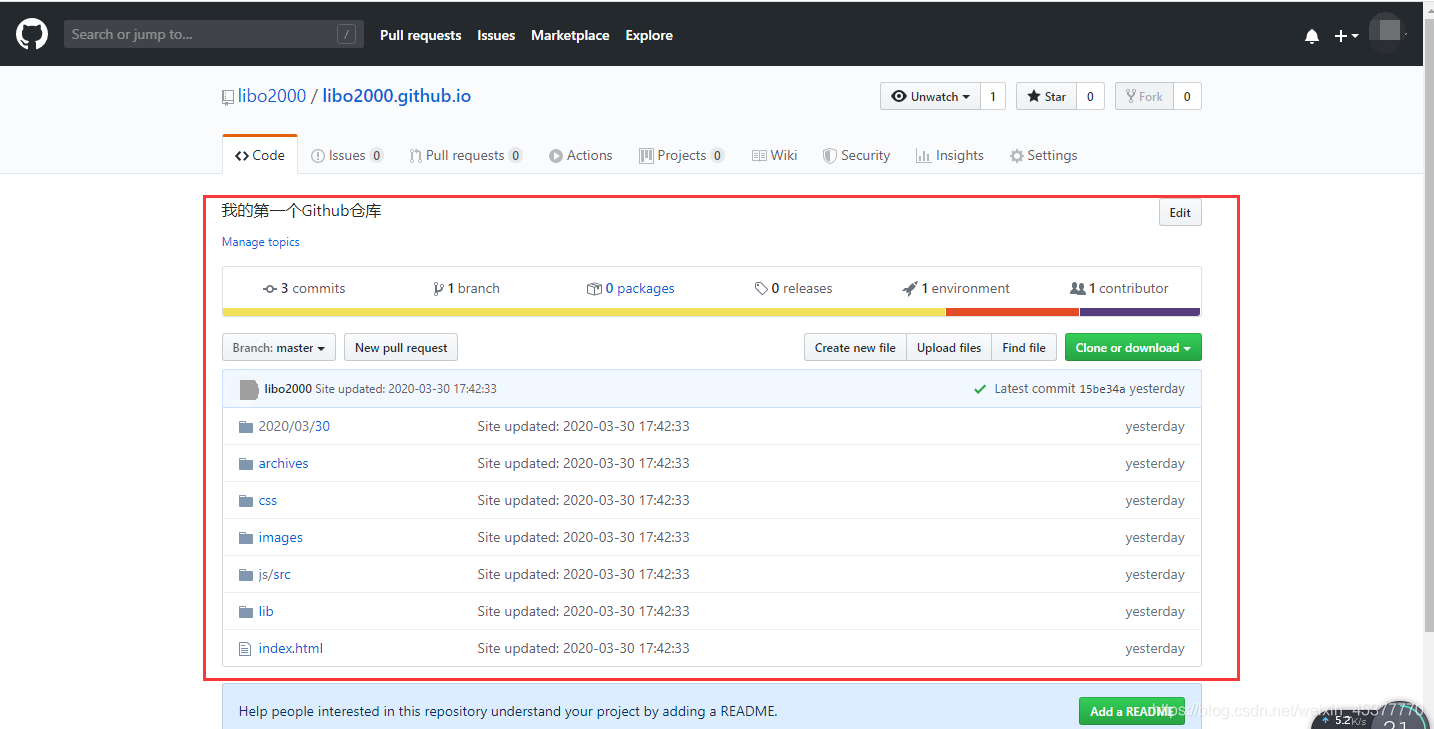 Search or jump to... / Pull requests Issues Marketplace Explore
libo2000 / libo2000.github.io Unwatch 1 Star 0 Fork 0
Code Issues 0 Pull requests 0 Actions Projects 0 Wiki Security Insights Settings
我的第一个Github仓库 Edit
Manage topics
3 commits 1 branch 0 packages 0 releases 1 environment 1 contributor
Branch: master New pull request Create new file Upload files Find file Clone or download
libo2000 Site updated: 2020-03-30 17:42:33 Latest commit 15be34a yesterday
2020/03/30 Site updated: 2020-03-30 17:42:33 yesterday
archives Site updated: 2020-03-30 17:42:33 yesterday
css Site updated: 2020-03-30 17:42:33 yesterday
images Site updated: 2020-03-30 17:42:33 yesterday
js/src Site updated: 2020-03-30 17:42:33 yesterday
lib Site updated: 2020-03-30 17:42:33 yesterday
index.html Site updated: 2020-03-30 17:42:33 yesterday
Help people interested in this repository understand your project by adding a README. Add a README
5.2K/s